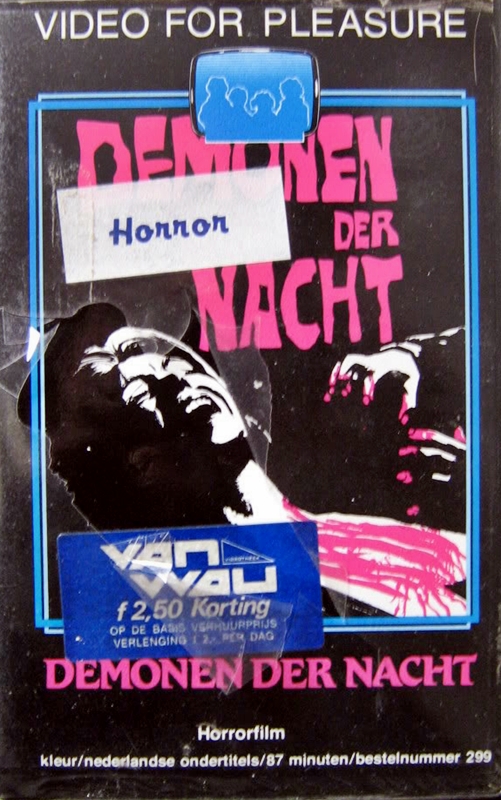 VIDEO FOR PLEASURE
DEMONEN
DER
NACHT
Horror
van
wou
f 2,50 Korting
OP DE BASIS VERHUURPRIJS
VERLENGING f 2,- PER DAG
DEMONEN DER NACHT
Horrorfilm
kleur/nederlandse ondertitels/87 minuten/bestelnummer 299